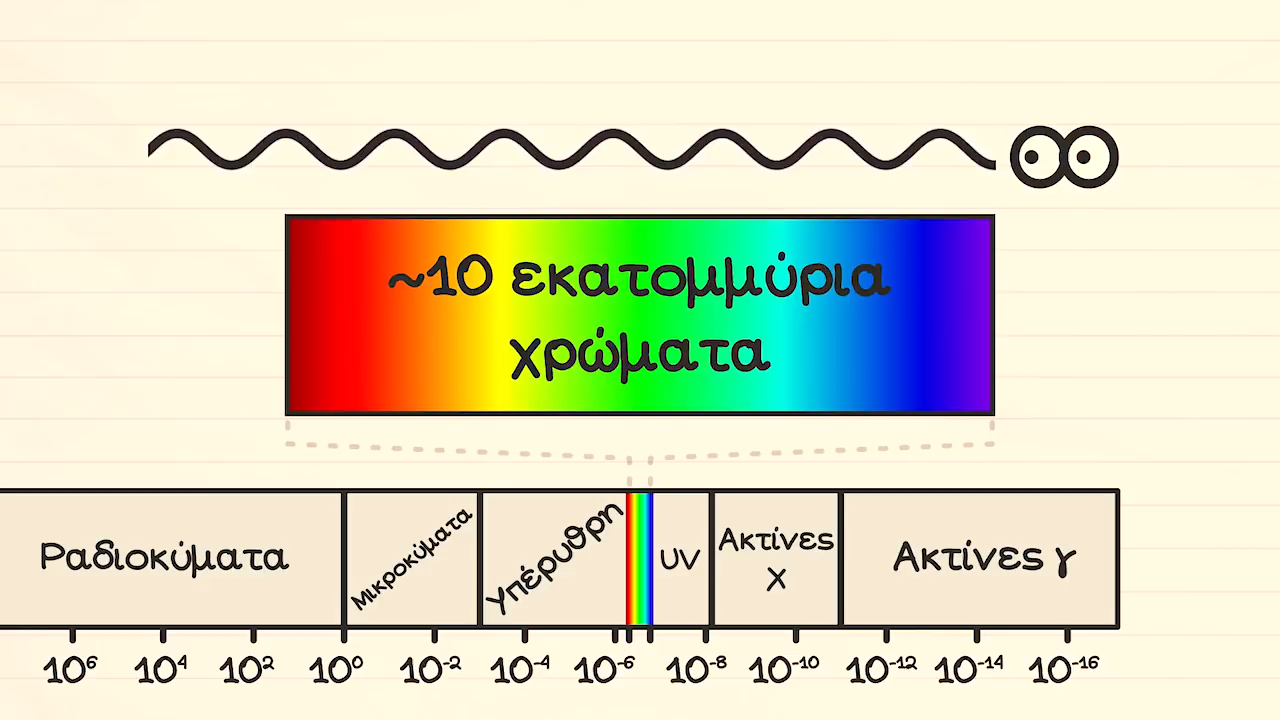 ~10 εκατομμύρια
χρώματα
Ραδιοκύματα
Μικροκύματα
Υπέρυθρη
UV
Ακτίνες
Χ
Ακτίνες γ
10⁶ 10⁴ 10² 10⁰ 10⁻² 10⁻⁴ 10⁻⁶ 10⁻⁸ 10⁻¹⁰ 10⁻¹² 10⁻¹⁴ 10⁻¹⁶